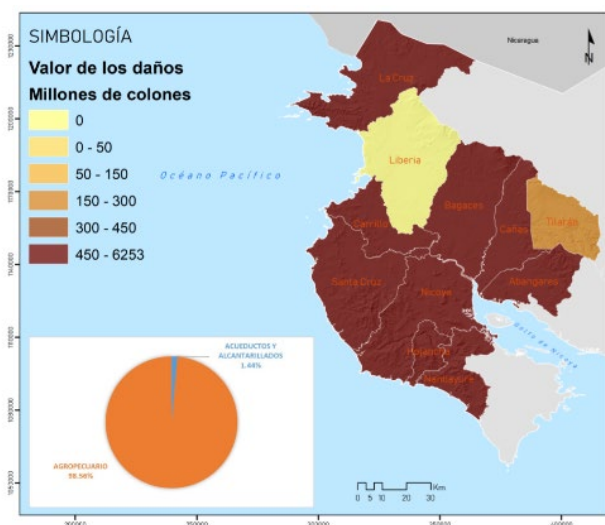 SIMBOLOGÍA
Valor de los daños
Millones de colones
0
0 - 50
50 - 150
150 - 300
300 - 450
450 - 6253
Nicaragua
N
La Cruz
Liberia
Océano Pacífico
Bagaces
Tilarán
Cañas
Carrillo
Abangares
Santa Cruz
Nicoya
Golfo de Nicoya
Hojancha
Nandayure
ACUEDUCTOS Y
ALCANTARILLADOS
1.44%
AGROPECUARIO
98.56%
Km
0 5 10 20 30